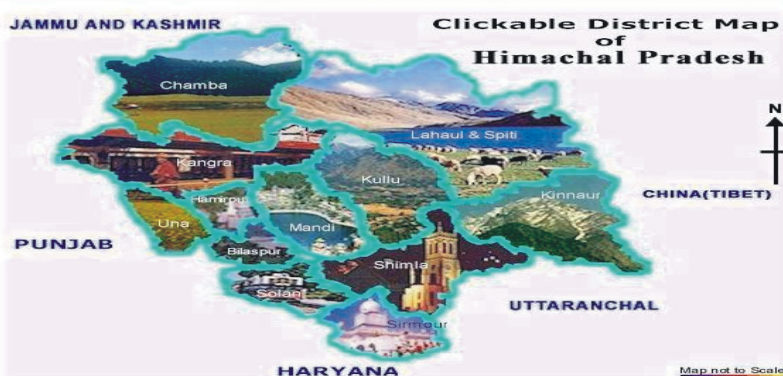 JAMMU AND KASHMIR
Clickable District Map
of
Himachal Pradesh
Chamba
Lahaul & Spiti
N
Kangra
Kullu
Kinnaur
CHINA(TIBET)
Hamirpur
Una
Mandi
PUNJAB
Bilaspur
Shimla
Solan
UTTARANCHAL
Sirmour
HARYANA
Map not to Scale